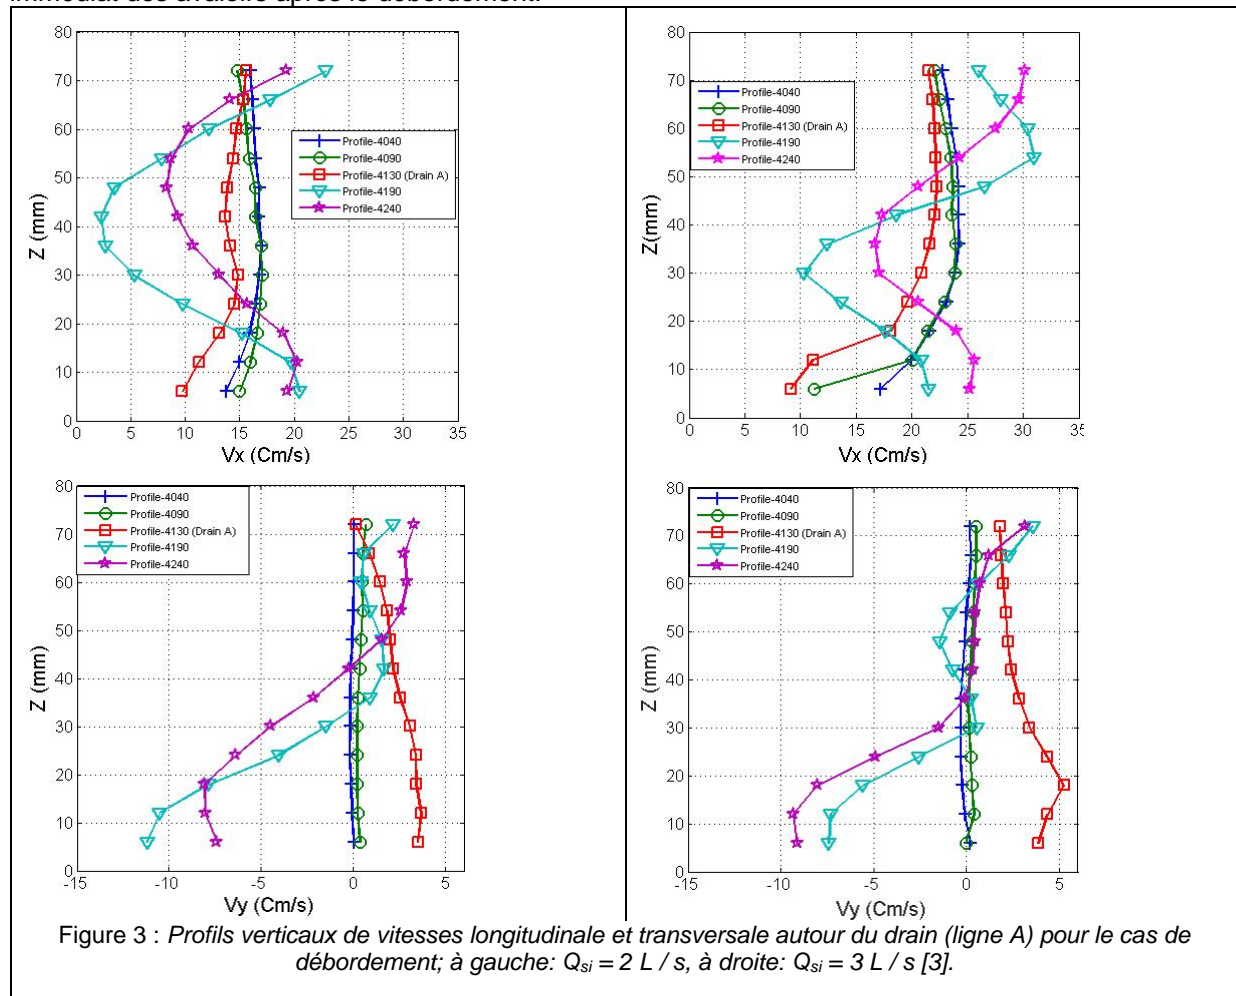 immédiat des avaloirs après le débordement.
80
70
60
50
40
30
20
10
0
Z (mm)
Profile-4040
Profile-4090
Profile-4130 (Drain A)
Profile-4190
Profile-4240
0 5 10 15 20 25 30 35
Vx (Cm/s)
80
70
60
50
40
30
20
10
0
Z(mm)
Profile-4040
Profile-4090
Profile-4130 (Drain A)
Profile-4190
Profile-4240
0 5 10 15 20 25 30 35
Vx (Cm/s)
80
70
60
50
40
30
20
10
0
Z (mm)
Profile-4040
Profile-4090
Profile-4130 (Drain A)
Profile-4190
Profile-4240
-15 -10 -5 0 5
Vy (Cm/s)
80
70
60
50
40
30
20
10
0
Z (mm)
Profile-4040
Profile-4090
Profile-4130 (Drain A)
Profile-4190
Profile-4240
-15 -10 -5 0 5
Vy (Cm/s)
Figure 3 : Profils verticaux de vitesses longitudinale et transversale autour du drain (ligne A) pour le cas de
débordement; à gauche: Qsi = 2 L / s, à droite: Qsi = 3 L / s [3].